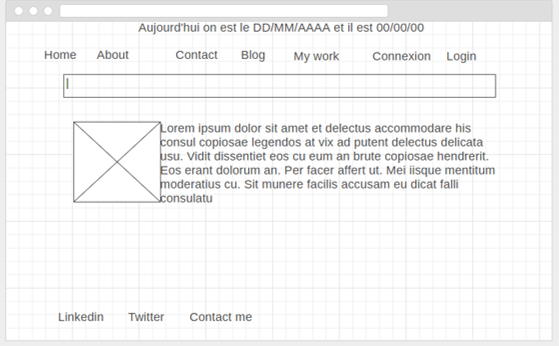 Aujourd'hui on est le DD/MM/AAAA et il est 00/00/00
Home About Contact Blog My work Connexion Login
Lorem ipsum dolor sit amet et delectus accommodare his
consul copiosae legendos at vix ad putent delectus delicata
usu. Vidit dissentiet eos cu eum an brute copiosae hendrerit.
Eos erant dolorum an. Per facer affert ut. Mei iisque mentitum
moderatius cu. Sit munere facilis accusam eu dicat falli
consulatu
Linkedin Twitter Contact me